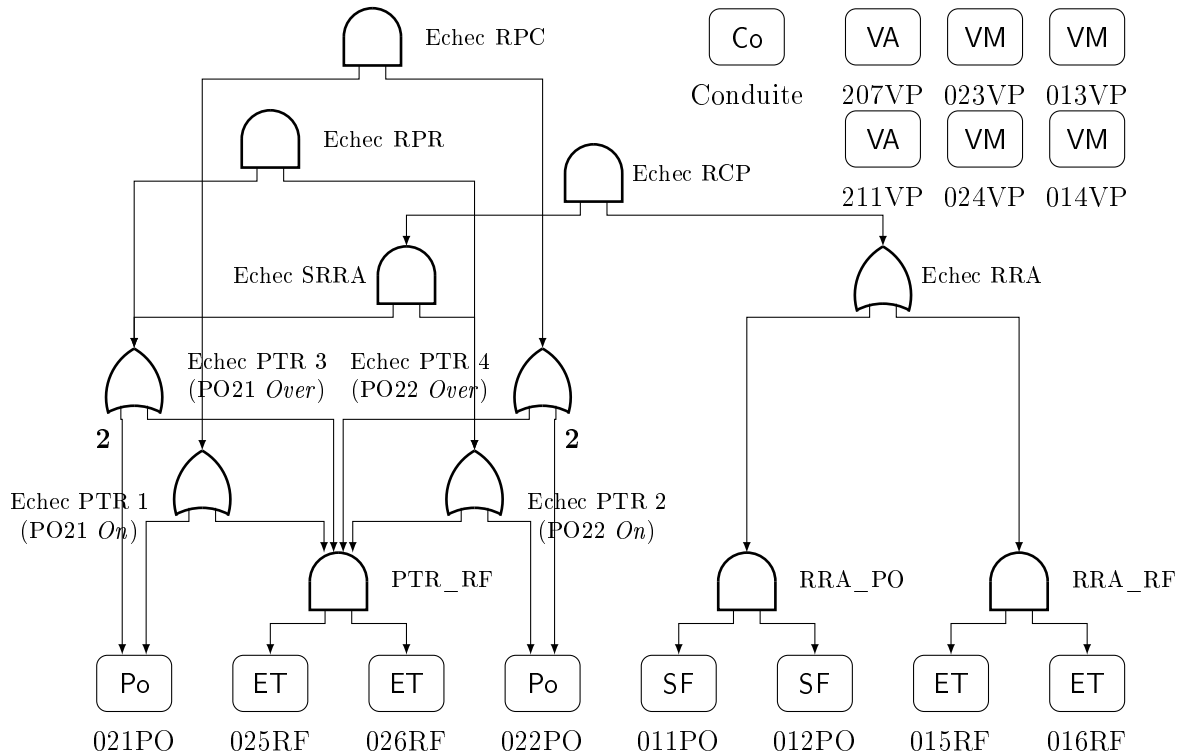 Echec RPC
Co VA VM VM
Conduite 207VP 023VP 013VP
Echec RPR
VA VM VM
Echec RCP
211VP 024VP 014VP
Echec SRRA
Echec RRA
Echec PTR 3
(PO21 Over)
Echec PTR 4
(PO22 Over)
2
2
Echec PTR 1
(PO21 On)
Echec PTR 2
(PO22 On)
PTR_RF
RRA_PO
RRA_RF
Po ET ET Po SF SF ET ET
021PO 025RF 026RF 022PO 011PO 012PO 015RF 016RF